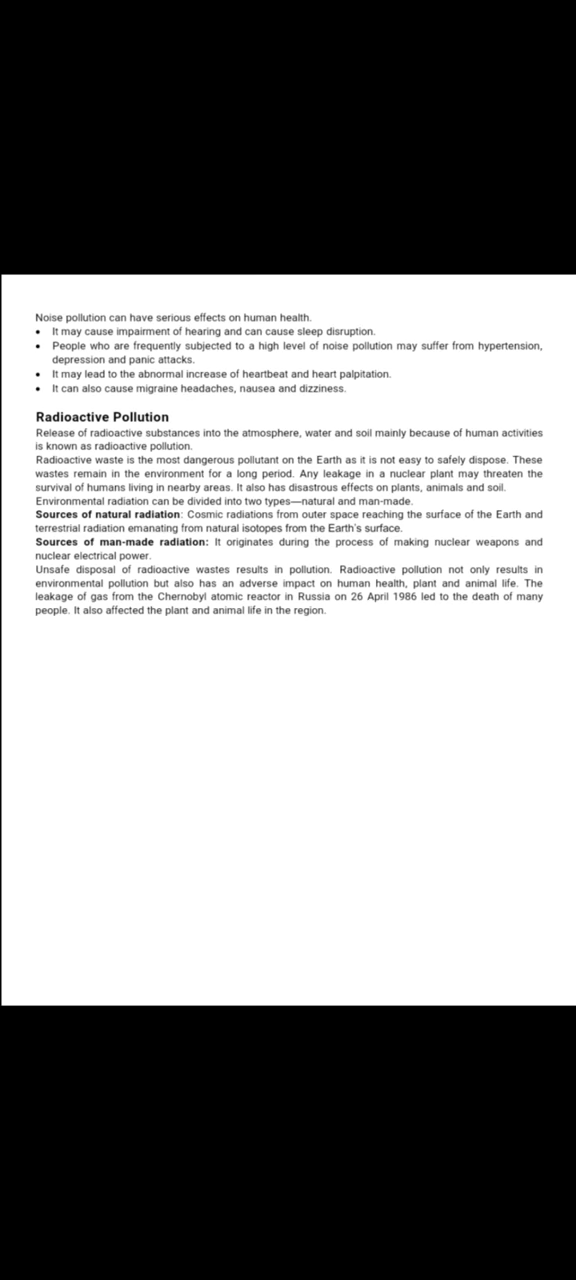 Noise pollution can have serious effects on human health.
• It may cause impairment of hearing and can cause sleep disruption.
• People who are frequently subjected to a high level of noise pollution may suffer from hypertension,
depression and panic attacks.
• It may lead to the abnormal increase of heartbeat and heart palpitation.
• It can also cause migraine headaches, nausea and dizziness.
Radioactive Pollution
Release of radioactive substances into the atmosphere, water and soil mainly because of human activities
is known as radioactive pollution.
Radioactive waste is the most dangerous pollutant on the Earth as it is not easy to safely dispose. These
wastes remain in the environment for a long period. Any leakage in a nuclear plant may threaten the
survival of humans living in nearby areas. It also has disastrous effects on plants, animals and soil.
Environmental radiation can be divided into two types—natural and man-made.
Sources of natural radiation: Cosmic radiations from outer space reaching the surface of the Earth and
terrestrial radiation emanating from natural isotopes from the Earth's surface.
Sources of man-made radiation: It originates during the process of making nuclear weapons and
nuclear electrical power.
Unsafe disposal of radioactive wastes results in pollution. Radioactive pollution not only results in
environmental pollution but also has an adverse impact on human health, plant and animal life. The
leakage of gas from the Chernobyl atomic reactor in Russia on 26 April 1986 led to the death of many
people. It also affected the plant and animal life in the region.